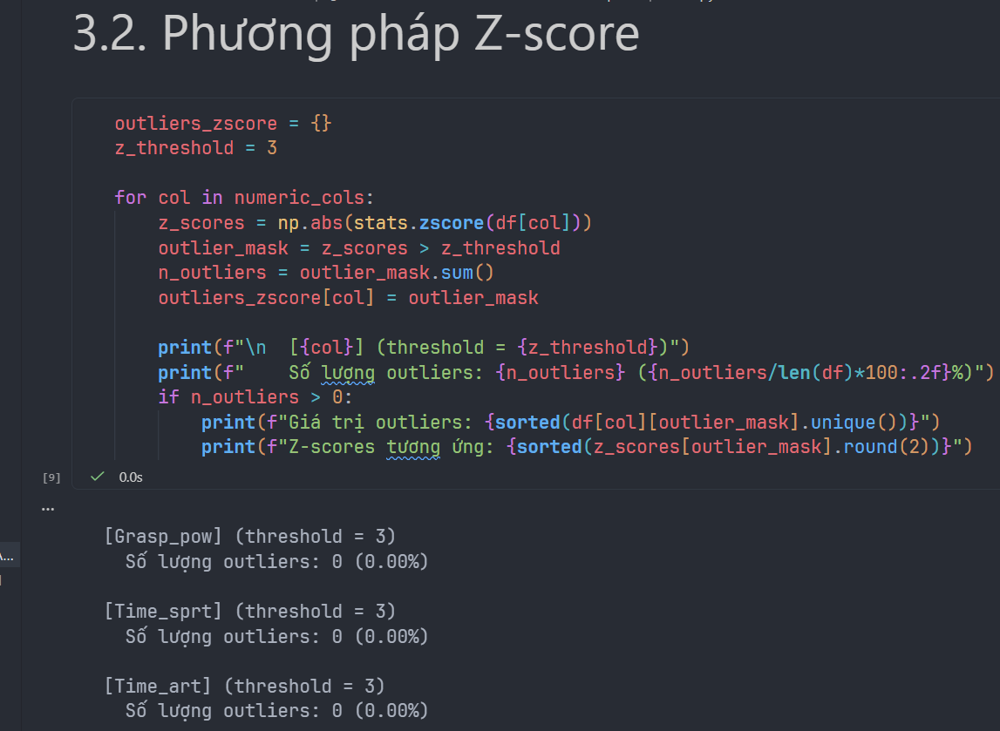 3.2. Phương pháp Z-score
outliers_zscore = {}
z_threshold = 3
for col in numeric_cols:
z_scores = np.abs(stats.zscore(df[col]))
outlier_mask = z_scores > z_threshold
n_outliers = outlier_mask.sum()
outliers_zscore[col] = outlier_mask
print(f"\n  [{col}] (threshold = {z_threshold})")
print(f"    Số lượng outliers: {n_outliers} ({n_outliers/len(df)*100:.2f}%)")
if n_outliers > 0:
print(f"Giá trị outliers: {sorted(df[col][outlier_mask].unique())}")
print(f"Z-scores tương ứng: {sorted(z_scores[outlier_mask].round(2))}")
[9] ✓ 0.0s
...
[Grasp_pow] (threshold = 3)
Số lượng outliers: 0 (0.00%)
[Time_sprt] (threshold = 3)
Số lượng outliers: 0 (0.00%)
[Time_art] (threshold = 3)
Số lượng outliers: 0 (0.00%)